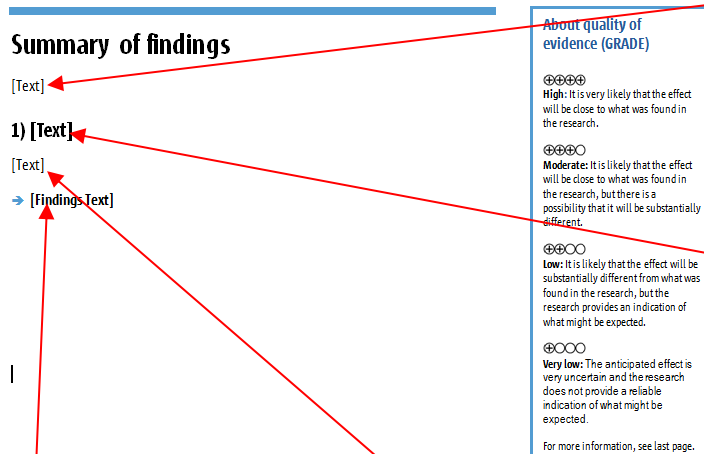 Summary of findings
[Text]
1) [Text]
[Text]
→ [Findings Text]
About quality of
evidence (GRADE)
⊕⊕⊕⊕
High: It is very likely that the effect
will be close to what was found in
the research.
⊕⊕⊕○
Moderate: It is likely that the effect
will be close to what was found in
the research, but there is a
possibility that it will be substantially
different.
⊕⊕○○
Low: It is likely that the effect will be
substantially different from what was
found in the research, but the
research provides an indication of
what might be expected.
⊕○○○
Very low: The anticipated effect is
very uncertain and the research
does not provide a reliable
indication of what might be
expected.
For more information, see last page.